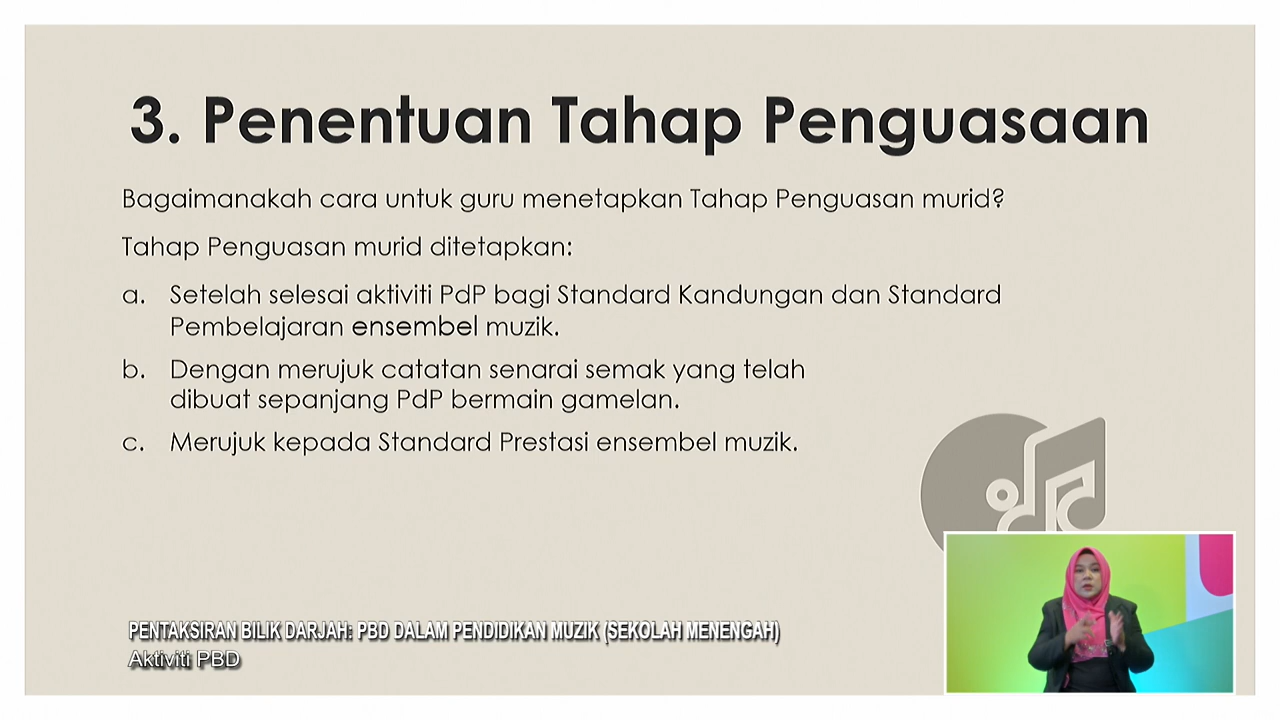 3. Penentuan Tahap Penguasaan
Bagaimanakah cara untuk guru menetapkan Tahap Penguasan murid?
Tahap Penguasan murid ditetapkan:
a. Setelah selesai aktiviti PdP bagi Standard Kandungan dan Standard
Pembelajaran ensembel muzik.
b. Dengan merujuk catatan senarai semak yang telah
dibuat sepanjang PdP bermain gamelan.
c. Merujuk kepada Standard Prestasi ensembel muzik.
PENTAKSIRAN BILIK DARJAH: PBD DALAM PENDIDIKAN MUZIK (SEKOLAH MENENGAH)
Aktiviti PBD